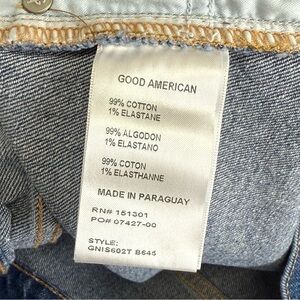 GOOD AMERICAN
99% COTTON
1% ELASTANE
99% ALGODON
1% ELASTANO
99% COTON
1% ELASTHANNE
MADE IN PARAGUAY
RN# 151301
PO# 07427-00
STYLE:
GNIS602T B645